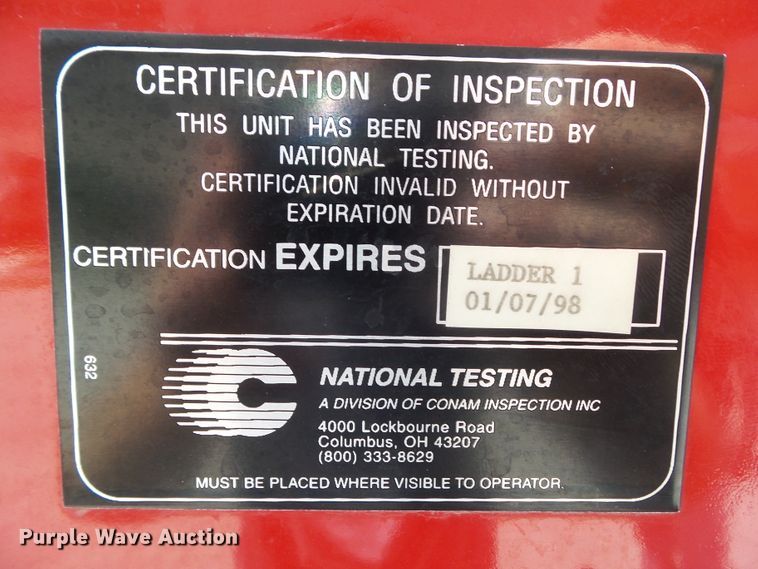 CERTIFICATION OF INSPECTION
THIS UNIT HAS BEEN INSPECTED BY
NATIONAL TESTING.
CERTIFICATION INVALID WITHOUT
EXPIRATION DATE.
CERTIFICATION EXPIRES
LADDER 1
01/07/98
632
NATIONAL TESTING
A DIVISION OF CONAM INSPECTION INC
4000 Lockbourne Road
Columbus, OH 43207
(800) 333-8629
MUST BE PLACED WHERE VISIBLE TO OPERATOR.
Purple Wave Auction